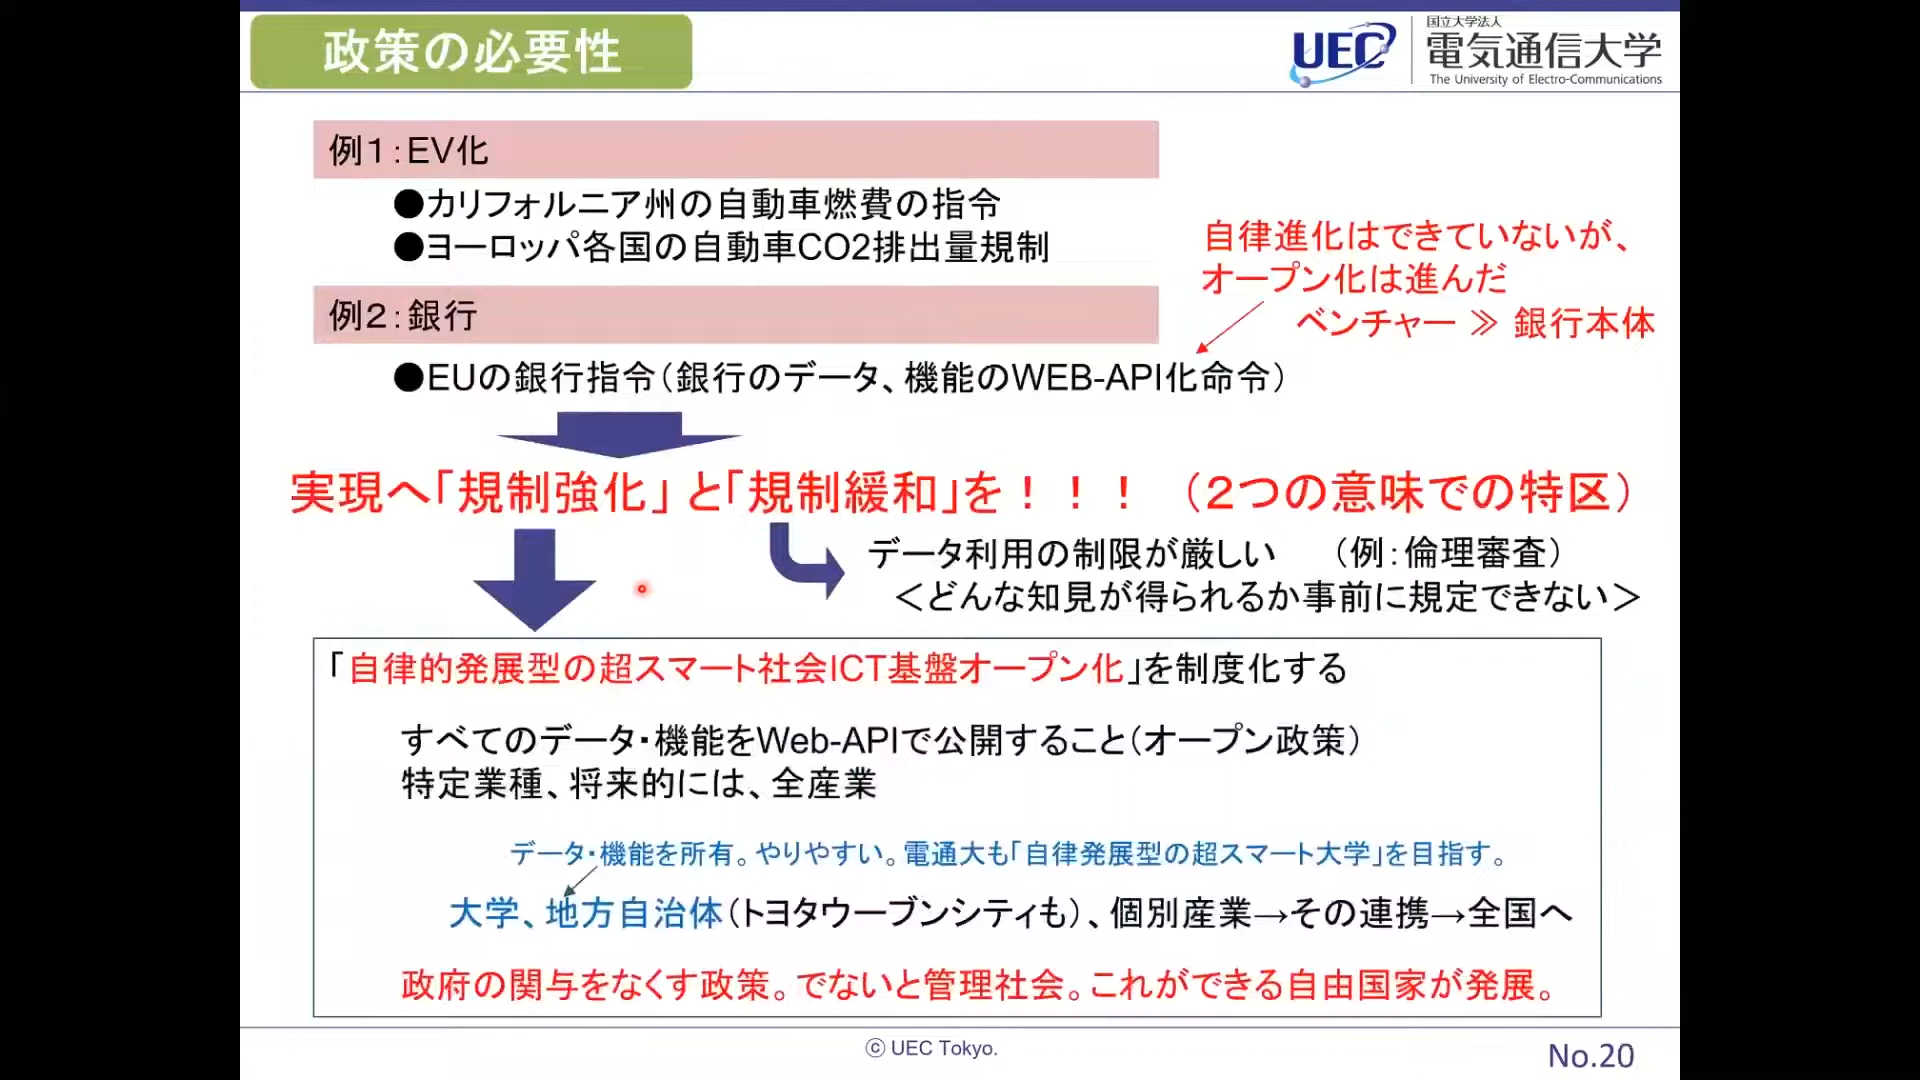 政策の必要性
UEC
国立大学法人
電気通信大学
The University of Electro-Communications
例１：EV化
●カリフォルニア州の自動車燃費の指令
●ヨーロッパ各国の自動車CO2排出量規制
自律進化はできていないが、
オープン化は進んだ
ベンチャー ≫ 銀行本体
例２：銀行
●EUの銀行指令（銀行のデータ、機能のWEB-API化命令）
実現へ「規制強化」と「規制緩和」を！！！（２つの意味での特区）
データ利用の制限が厳しい （例：倫理審査）
＜どんな知見が得られるか事前に規定できない＞
「自律的発展型の超スマート社会ICT基盤オープン化」を制度化する
すべてのデータ・機能をWeb-APIで公開すること（オープン政策）
特定業種、将来的には、全産業
データ・機能を所有。やりやすい。電通大も「自律発展型の超スマート大学」を目指す。
大学、地方自治体（トヨタウーブンシティも）、個別産業→その連携→全国へ
政府の関与をなくす政策。でないと管理社会。これができる自由国家が発展。
ⓒ UEC Tokyo.
No.20